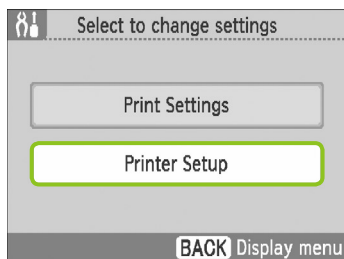 Select to change settings
Print Settings
Printer Setup
BACK Display menu